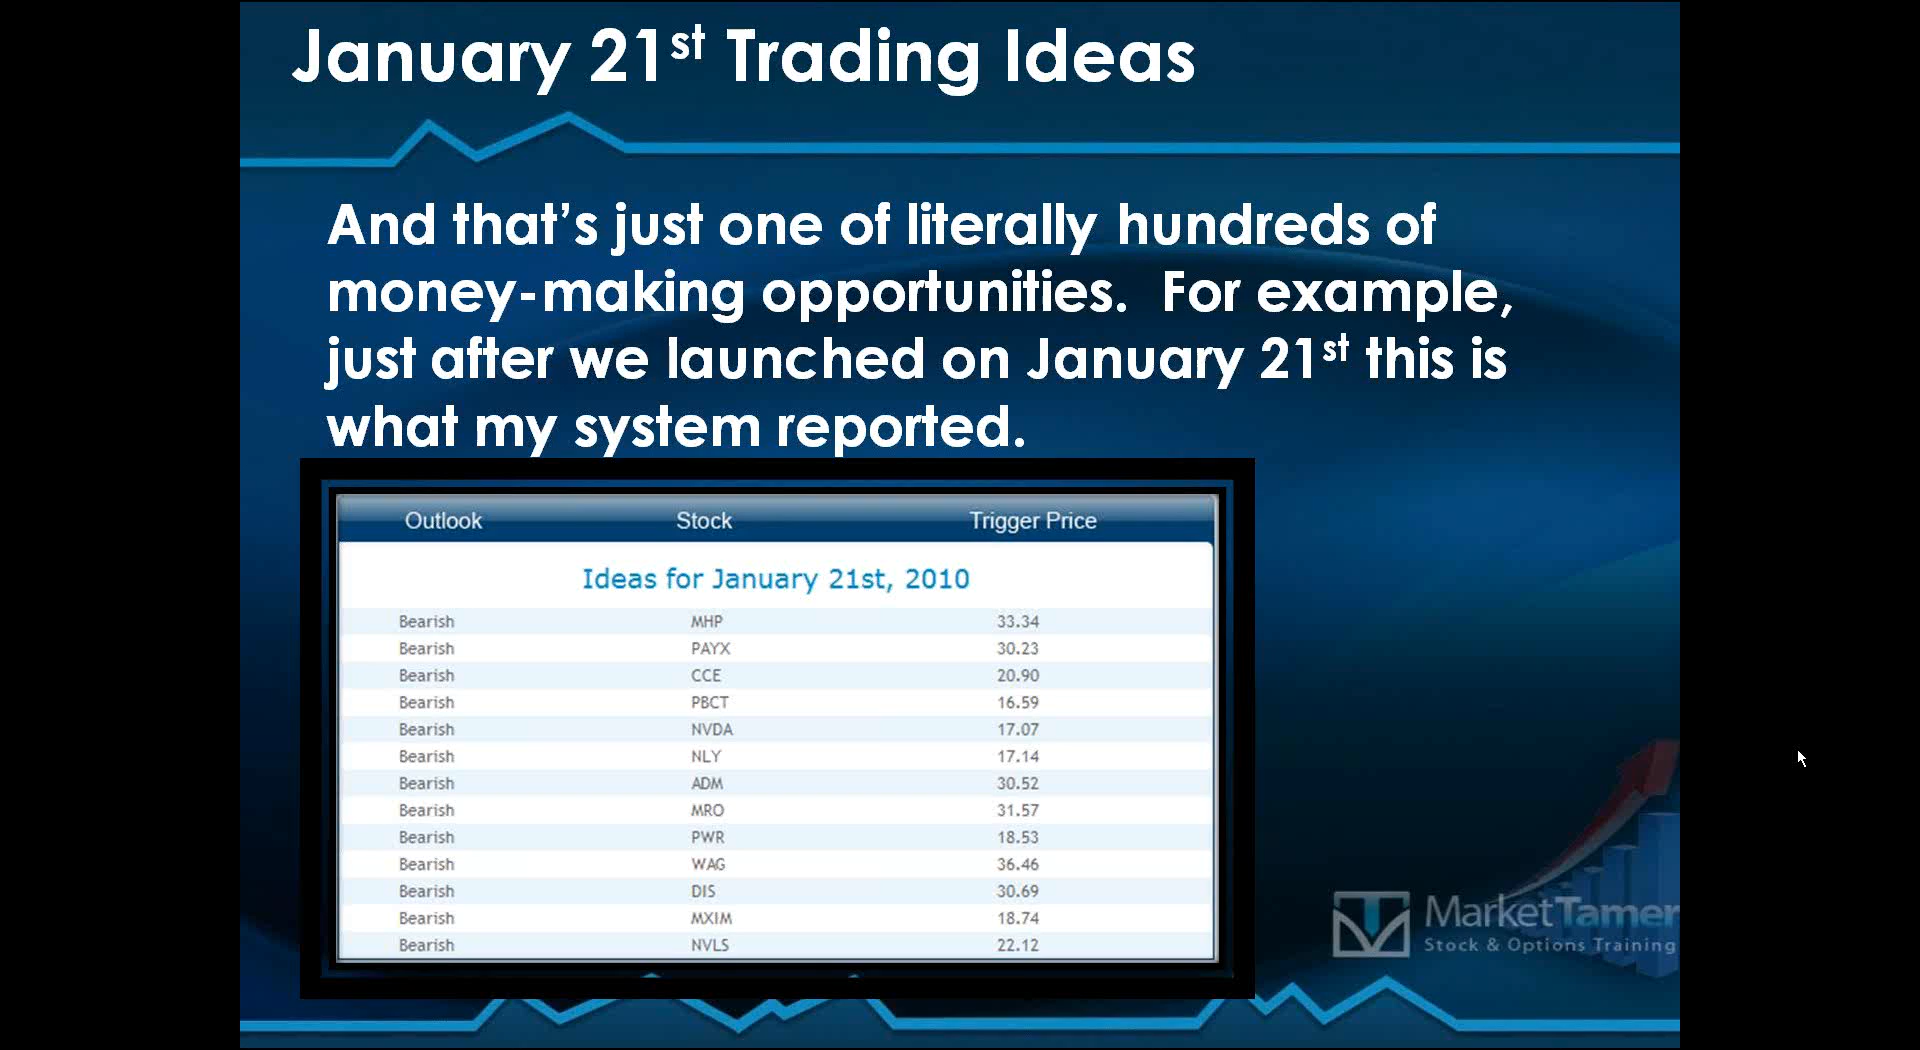 January 21st Trading Ideas
And that's just one of literally hundreds of
money-making opportunities.  For example,
just after we launched on January 21st this is
what my system reported.
Outlook Stock Trigger Price
Ideas for January 21st, 2010
Bearish MHP 33.34
Bearish PAYX 30.23
Bearish CCE 20.90
Bearish PBCT 16.59
Bearish NVDA 17.07
Bearish NLY 17.14
Bearish ADM 30.52
Bearish MRO 31.57
Bearish PWR 18.53
Bearish WAG 36.46
Bearish DIS 30.69
Bearish MXIM 18.74
Bearish NVLS 22.12
MarketTamer
Stock & Options Training